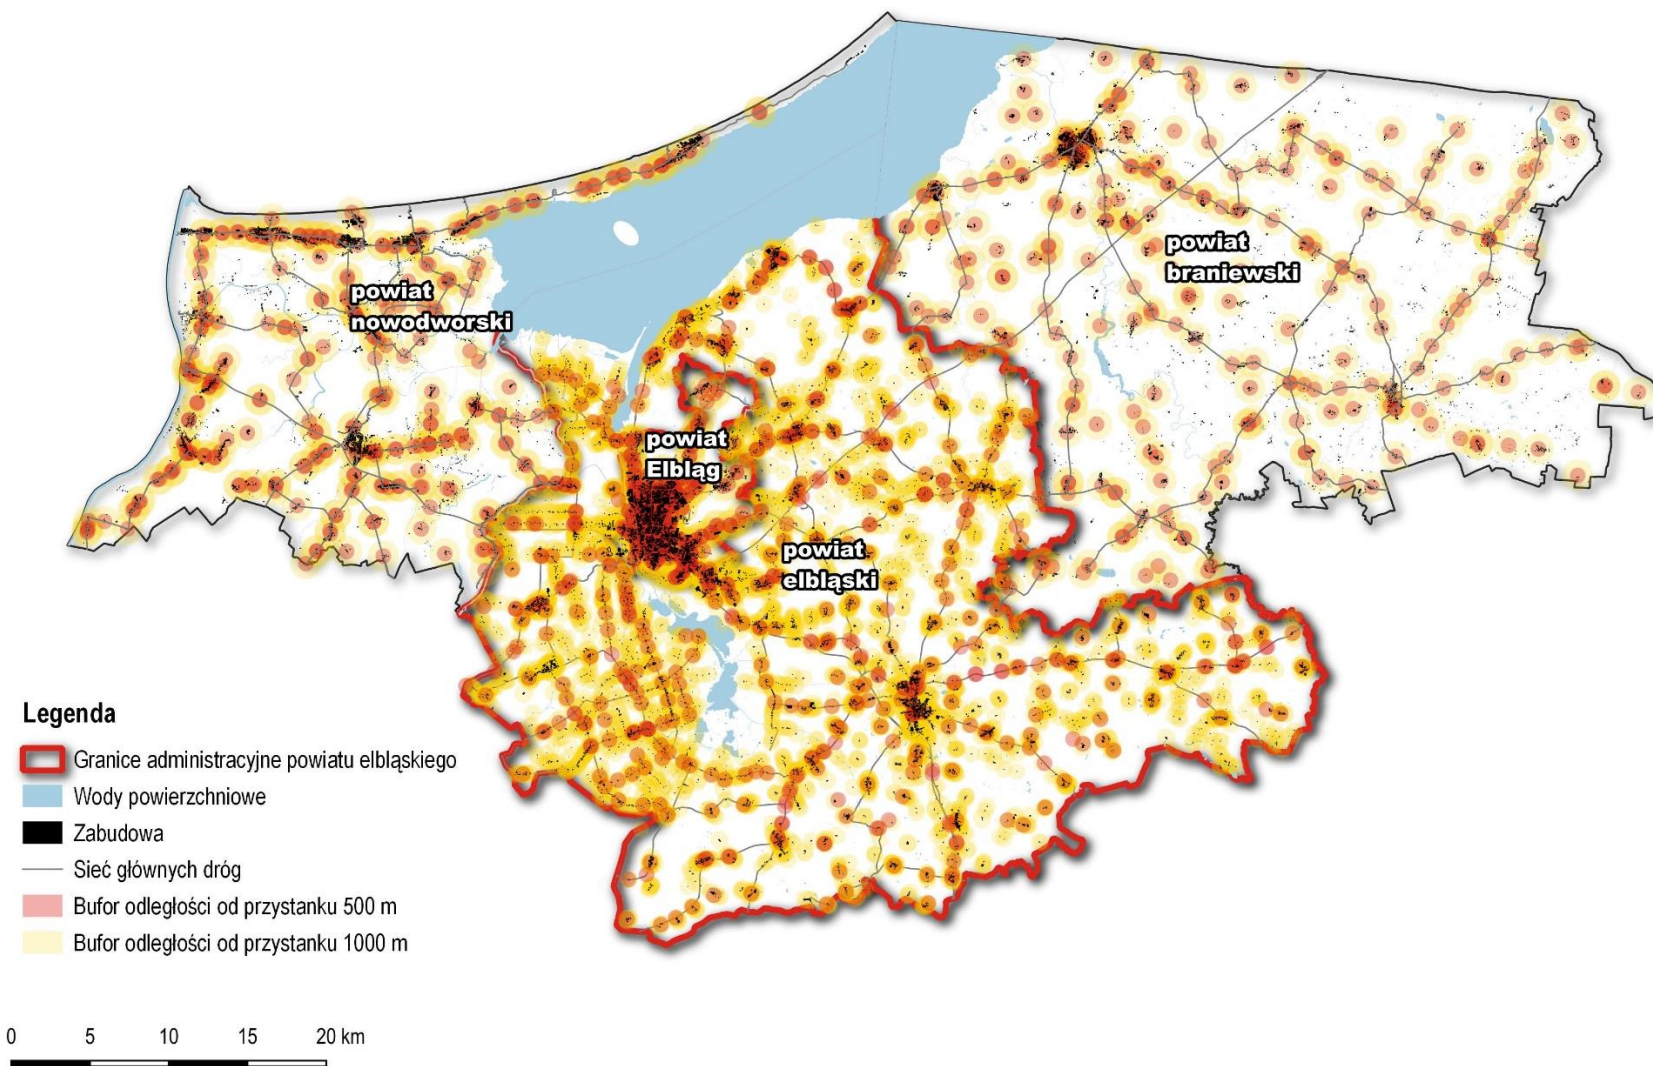 powiat
braniewski
powiat
nowodworski
powiat
Elbląg
powiat
elbląski
Legenda
Granice administracyjne powiatu elbląskiego
Wody powierzchniowe
Zabudowa
Sieć głównych dróg
Bufor odległości od przystanku 500 m
Bufor odległości od przystanku 1000 m
0 5 10 15 20 km